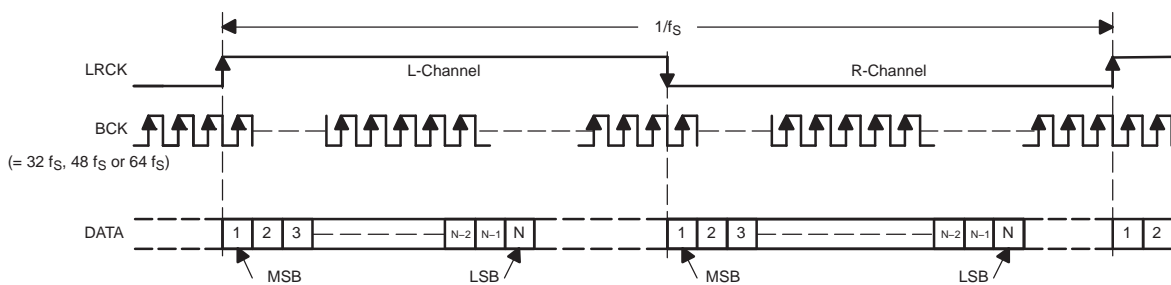 1/fS
LRCK
L-Channel
R-Channel
BCK
(= 32 fS, 48 fS or 64 fS)
DATA
1 2 3 N–2 N–1 N 1 2 3 N–2 N–1 N 1 2
MSB LSB MSB LSB